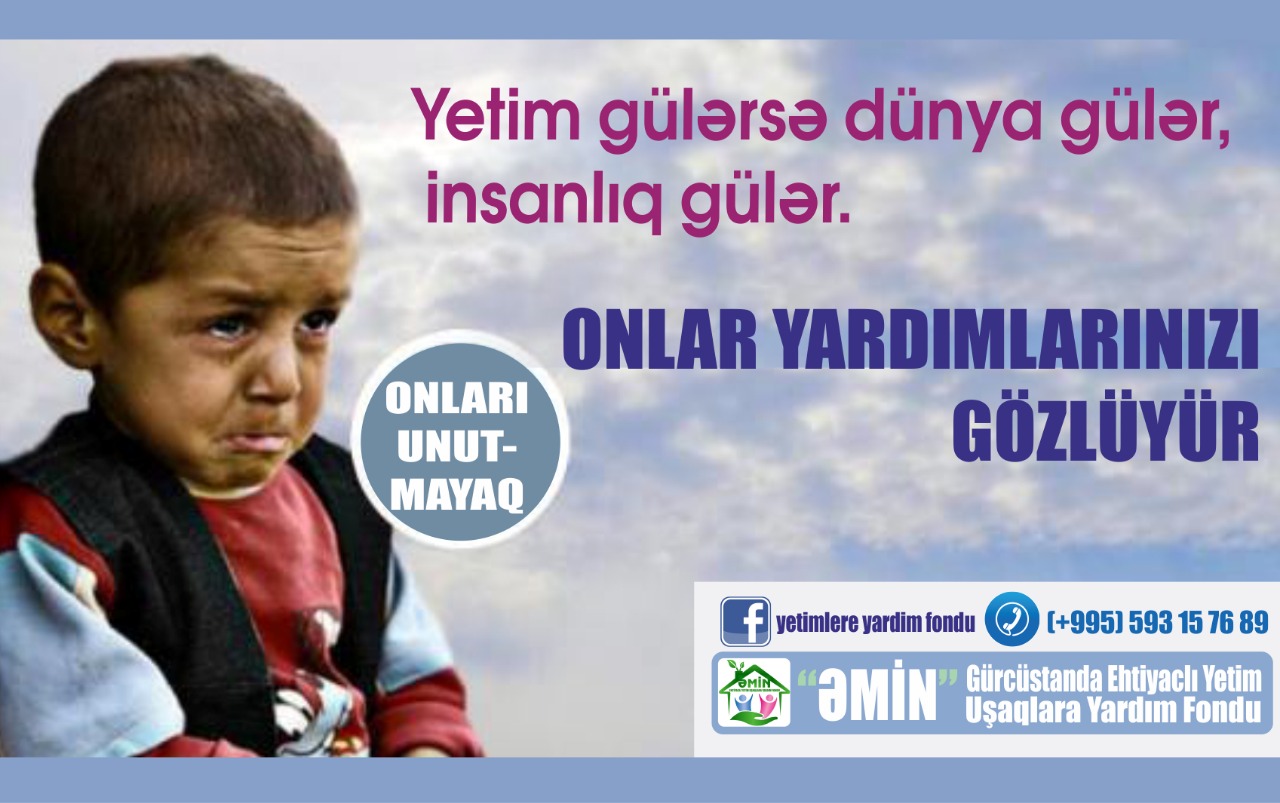 Yetim gülərsə dünya gülər,
insanlıq gülər.
ONLAR YARDIMLARINIZI
GÖZLÜYÜR
ONLARI
UNUT-
MAYAQ
yetimlere yardim fondu
(+995) 593 15 76 89
ƏMİN
“ƏMİN”
Gürcüstanda Ehtiyaclı Yetim
Uşaqlara Yardım Fondu